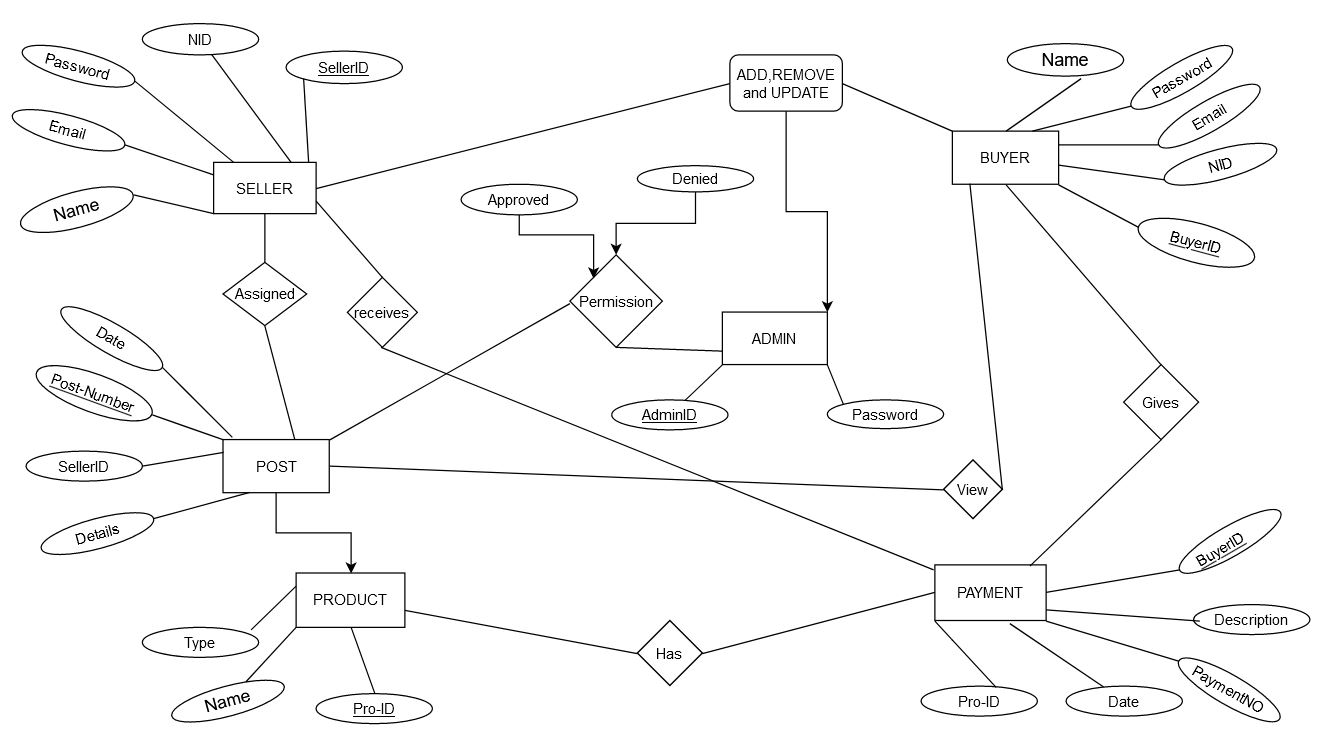 NID
Password
SellerID
Email
Name
SELLER
ADD,REMOVE
and UPDATE
Name
Password
Email
NID
BUYER
BuyerID
Approved
Denied
Assigned
receives
Permission
ADMIN
AdminID
Password
Gives
Date
Post-Number
SellerID
Details
POST
View
PRODUCT
Type
Name
Pro-ID
Has
PAYMENT
BuyerID
Description
PaymentNO
Pro-ID
Date